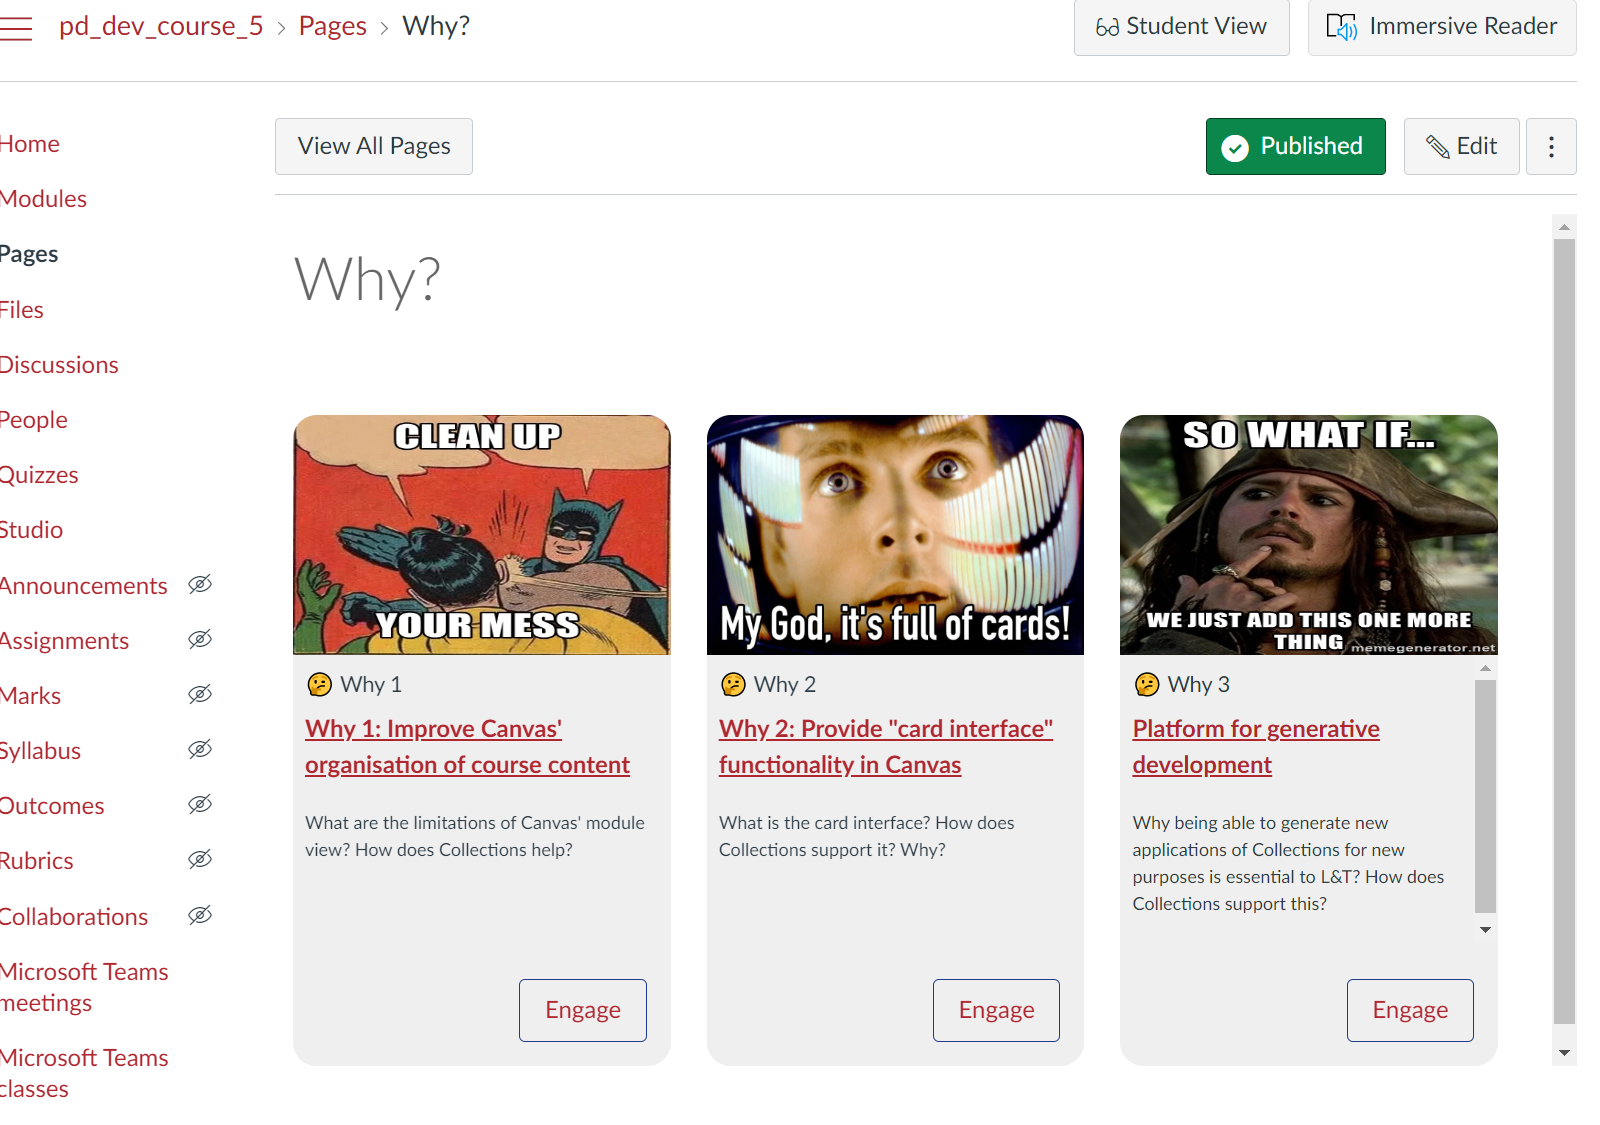 pd_dev_course_5 › Pages › Why?
Student View
Immersive Reader
Home
Modules
Pages
Files
Discussions
People
Quizzes
Studio
Announcements
Assignments
Marks
Syllabus
Outcomes
Rubrics
Collaborations
Microsoft Teams
meetings
Microsoft Teams
classes
View All Pages
Published
Edit
Why?
CLEAN UP
YOUR MESS
Why 1
Why 1: Improve Canvas'
organisation of course content
What are the limitations of Canvas' module
view? How does Collections help?
Engage
My God, it's full of cards!
Why 2
Why 2: Provide "card interface"
functionality in Canvas
What is the card interface? How does
Collections support it? Why?
Engage
SO WHAT IF...
WE JUST ADD THIS ONE MORE
THING
memegenerator.net
Why 3
Platform for generative
development
Why being able to generate new
applications of Collections for new
purposes is essential to L&T? How does
Collections support this?
Engage